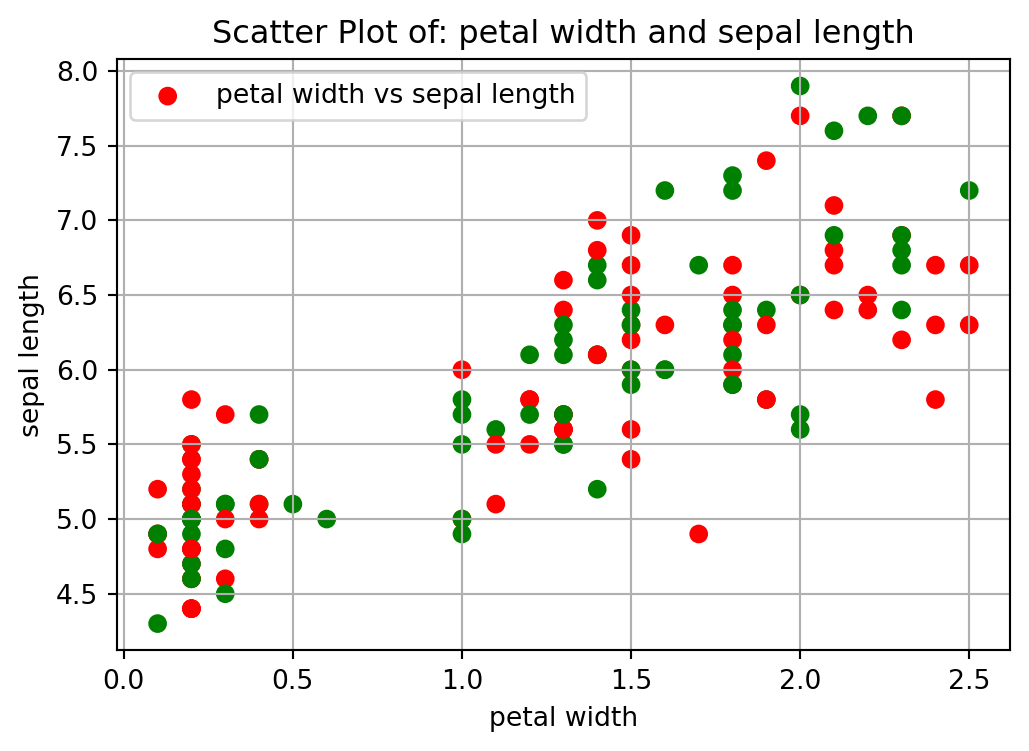 Scatter Plot of: petal width and sepal length
petal width vs sepal length
8.0
7.5
7.0
6.5
6.0
5.5
5.0
4.5
sepal length
0.0 0.5 1.0 1.5 2.0 2.5
petal width